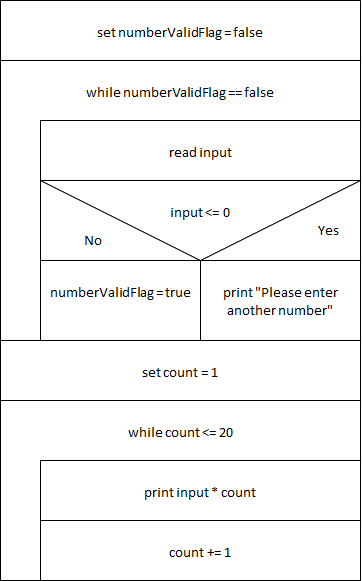 set numberValidFlag = false
while numberValidFlag == false
read input
input <= 0
No
Yes
numberValidFlag = true
print "Please enter
another number"
set count = 1
while count <= 20
print input * count
count += 1